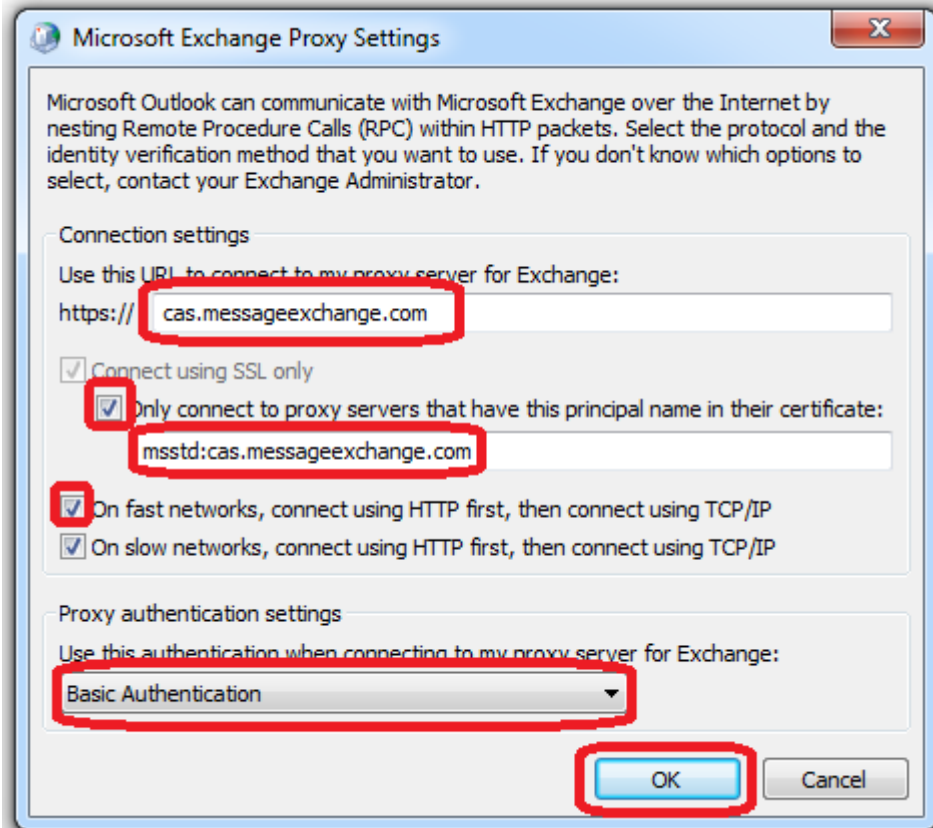 Microsoft Exchange Proxy Settings
Microsoft Outlook can communicate with Microsoft Exchange over the Internet by
nesting Remote Procedure Calls (RPC) within HTTP packets. Select the protocol and the
identity verification method that you want to use. If you don't know which options to
select, contact your Exchange Administrator.
Connection settings
Use this URL to connect to my proxy server for Exchange:
https:// cas.messageexchange.com
Connect using SSL only
Only connect to proxy servers that have this principal name in their certificate:
msstd:cas.messageexchange.com
On fast networks, connect using HTTP first, then connect using TCP/IP
On slow networks, connect using HTTP first, then connect using TCP/IP
Proxy authentication settings
Use this authentication when connecting to my proxy server for Exchange:
Basic Authentication
OK Cancel